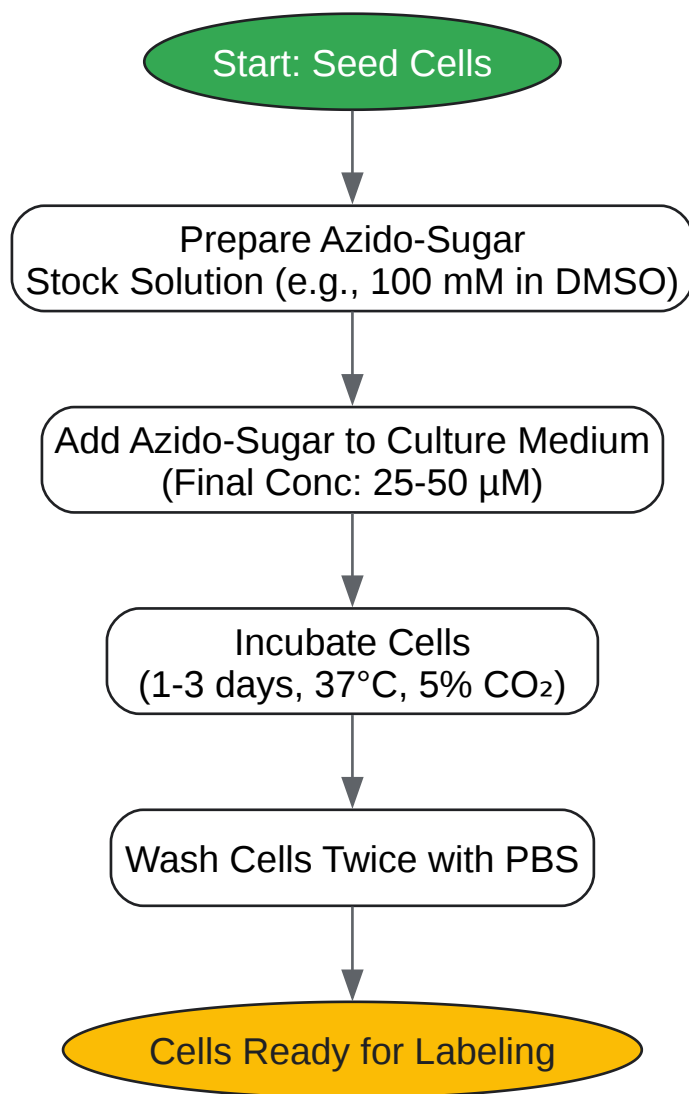 Start: Seed Cells
Prepare Azido-Sugar
Stock Solution (e.g., 100 mM in DMSO)
Add Azido-Sugar to Culture Medium
(Final Conc: 25-50 µM)
Incubate Cells
(1-3 days, 37°C, 5% CO₂)
Wash Cells Twice with PBS
Cells Ready for Labeling